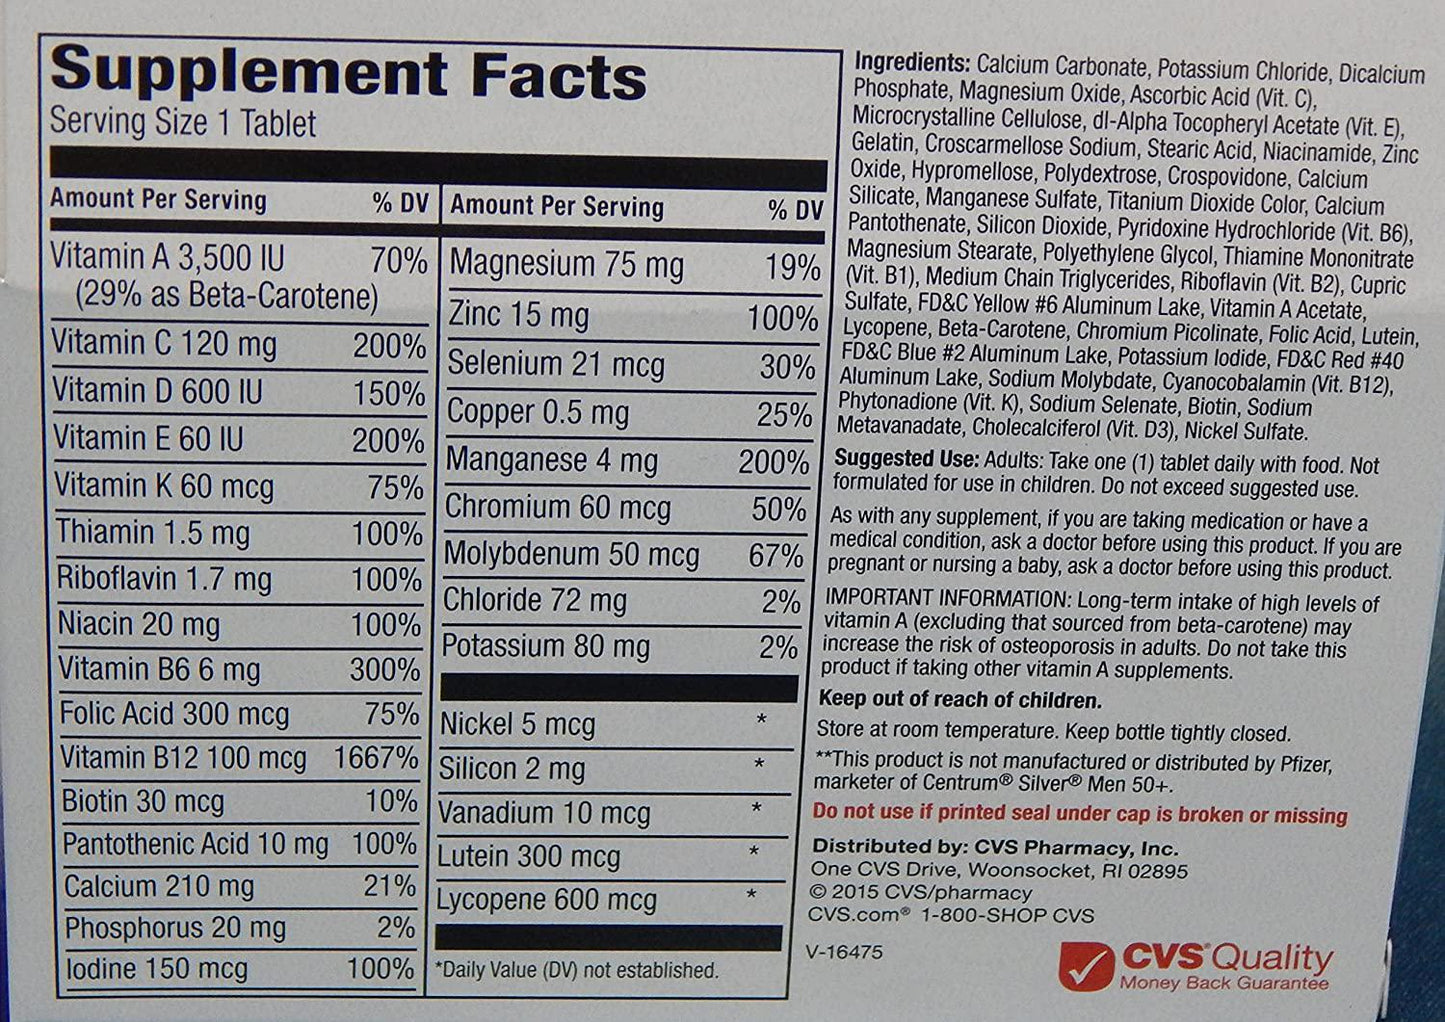 Supplement Facts
Serving Size 1 Tablet
Amount Per Serving % DV
Vitamin A 3,500 IU 70%
(29% as Beta-Carotene)
Vitamin C 120 mg 200%
Vitamin D 600 IU 150%
Vitamin E 60 IU 200%
Vitamin K 60 mcg 75%
Thiamin 1.5 mg 100%
Riboflavin 1.7 mg 100%
Niacin 20 mg 100%
Vitamin B6 6 mg 300%
Folic Acid 300 mcg 75%
Vitamin B12 100 mcg 1667%
Biotin 30 mcg 10%
Pantothenic Acid 10 mg 100%
Calcium 210 mg 21%
Phosphorus 20 mg 2%
Iodine 150 mcg 100%
Amount Per Serving % DV
Magnesium 75 mg 19%
Zinc 15 mg 100%
Selenium 21 mcg 30%
Copper 0.5 mg 25%
Manganese 4 mg 200%
Chromium 60 mcg 50%
Molybdenum 50 mcg 67%
Chloride 72 mg 2%
Potassium 80 mg 2%
Nickel 5 mcg *
Silicon 2 mg *
Vanadium 10 mcg *
Lutein 300 mcg *
Lycopene 600 mcg *
*Daily Value (DV) not established.
Ingredients: Calcium Carbonate, Potassium Chloride, Dicalcium
Phosphate, Magnesium Oxide, Ascorbic Acid (Vit. C),
Microcrystalline Cellulose, dl-Alpha Tocopheryl Acetate (Vit. E),
Gelatin, Croscarmellose Sodium, Stearic Acid, Niacinamide, Zinc
Oxide, Hypromellose, Polydextrose, Crospovidone, Calcium
Silicate, Manganese Sulfate, Titanium Dioxide Color, Calcium
Pantothenate, Silicon Dioxide, Pyridoxine Hydrochloride (Vit. B6),
Magnesium Stearate, Polyethylene Glycol, Thiamine Mononitrate
(Vit. B1), Medium Chain Triglycerides, Riboflavin (Vit. B2), Cupric
Sulfate, FD&C Yellow #6 Aluminum Lake, Vitamin A Acetate,
Lycopene, Beta-Carotene, Chromium Picolinate, Folic Acid, Lutein,
FD&C Blue #2 Aluminum Lake, Potassium Iodide, FD&C Red #40
Aluminum Lake, Sodium Molybdate, Cyanocobalamin (Vit. B12),
Phytonadione (Vit. K), Sodium Selenate, Biotin, Sodium
Metavanadate, Cholecalciferol (Vit. D3), Nickel Sulfate.
Suggested Use: Adults: Take one (1) tablet daily with food. Not
formulated for use in children. Do not exceed suggested use.
As with any supplement, if you are taking medication or have a
medical condition, ask a doctor before using this product. If you are
pregnant or nursing a baby, ask a doctor before using this product.
IMPORTANT INFORMATION: Long-term intake of high levels of
vitamin A (excluding that sourced from beta-carotene) may
increase the risk of osteoporosis in adults. Do not take this
product if taking other vitamin A supplements.
Keep out of reach of children.
Store at room temperature. Keep bottle tightly closed.
**This product is not manufactured or distributed by Pfizer,
marketer of Centrum® Silver® Men 50+.
Do not use if printed seal under cap is broken or missing
Distributed by: CVS Pharmacy, Inc.
One CVS Drive, Woonsocket, RI 02895
© 2015 CVS/pharmacy
CVS.com® 1-800-SHOP CVS
V-16475
CVS® Quality
Money Back Guarantee